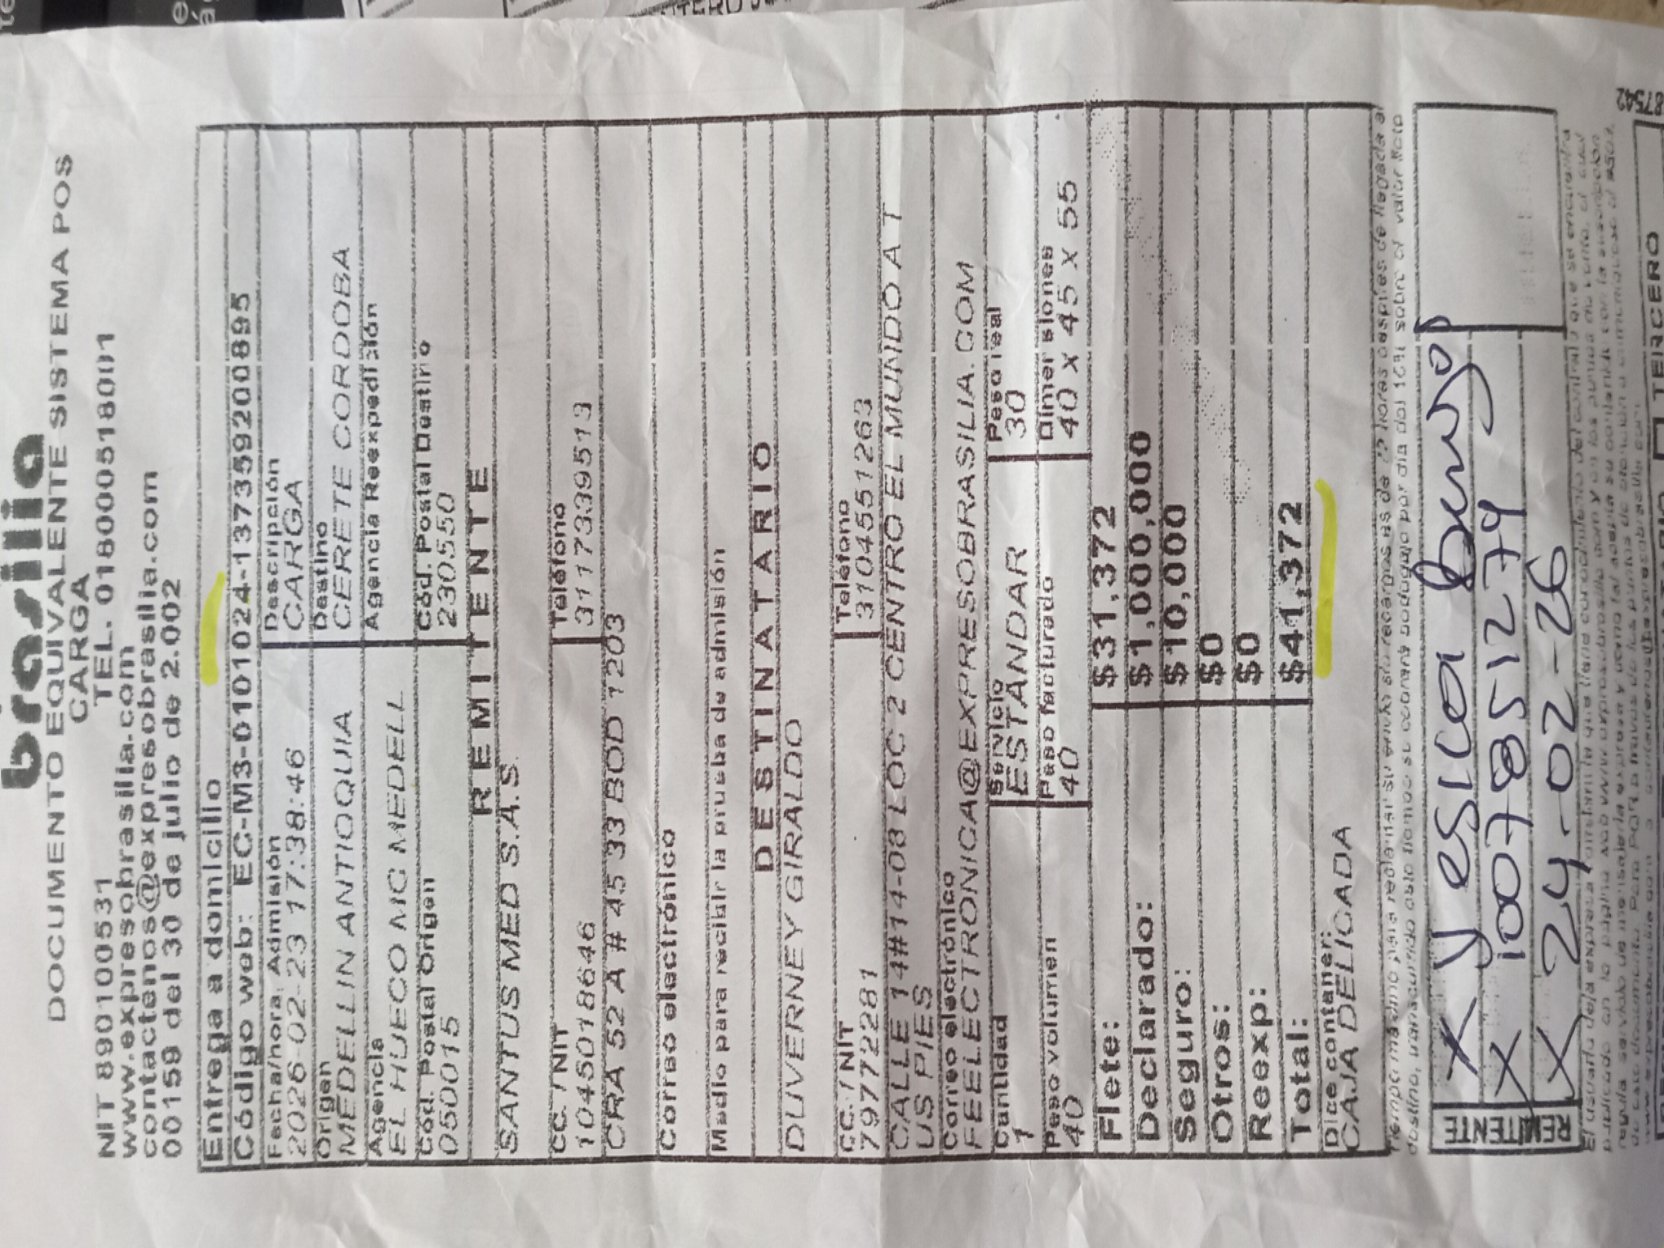 brasilia
DOCUMENTO EQUIVALENTE SISTEMA POS
CARGA
NIT 890100531 TEL. 018000518001
www.expresobrasilia.com
contactenos@expresobrasilia.com
00159 del 30 de julio de 2.002
Entrega a domicilio
Código web: EC-M3-0101024-1373592008​95
Fecha/hora Admisión
2026-02-23 17:38:46
Descripción
CARGA
Origen
MEDELLIN ANTIOQUIA
Destino
CERETE CORDOBA
Agencia
EL HUECO MC MEDELL
Agencia Reexpedición
Cód. Postal Origen
050015
Cód. Postal Destino
230550
REMITENTE
SANTUS MED S.A.S.
CC. / NIT
1045018646
Teléfono
3117339513
CRA 52 A # 45 33 BOD 1203
Correo electrónico
Medio para recibir la prueba de admisión
DESTINATARIO
DUVERNEY GIRALDO
CC. / NIT
797722281
Teléfono
3104551263
CALLE 14#14-08 LOC 2 CENTRO EL MUNDO A T
US PIES
Correo electrónico
FEELECTRONICA@EXPRESOBRASILIA.COM
Cantidad
1
Servicio
ESTANDAR
Peso real
30
Peso volumen
40
Peso facturado
40
Dimensiones
40 X 45 X 55
Flete: $31,372
Declarado: $1,000,000
Seguro: $10,000
Otros: $0
Reexp: $0
Total: $41,372
Dice contener:
CAJA DELICADA
REMITENTE
X Yesica Burgos
X 1007851274
REMITENTE
X 24-02-26
87542
TERCERO